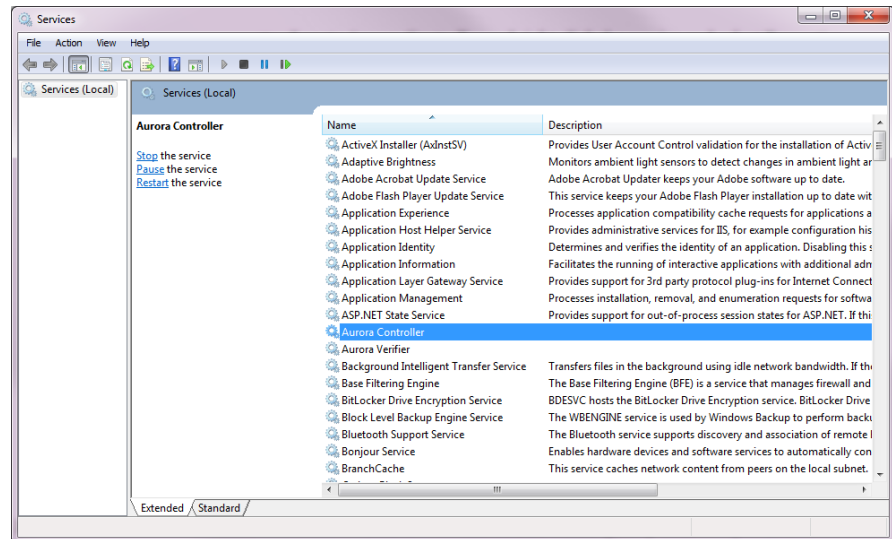 Services
File Action View Help
Services (Local)
Services (Local)
Aurora Controller
Stop the service
Pause the service
Restart the service
Name Description
ActiveX Installer (AxInstSV) Provides User Account Control validation for the installation of Activ
Adaptive Brightness Monitors ambient light sensors to detect changes in ambient light ar
Adobe Acrobat Update Service Adobe Acrobat Updater keeps your Adobe software up to date.
Adobe Flash Player Update Service This service keeps your Adobe Flash Player installation up to date wit
Application Experience Processes application compatibility cache requests for applications a
Application Host Helper Service Provides administrative services for IIS, for example configuration his
Application Identity Determines and verifies the identity of an application. Disabling this s
Application Information Facilitates the running of interactive applications with additional adm
Application Layer Gateway Service Provides support for 3rd party protocol plug-ins for Internet Connect
Application Management Processes installation, removal, and enumeration requests for softwa
ASP.NET State Service Provides support for out-of-process session states for ASP.NET. If thi
Aurora Controller
Aurora Verifier
Background Intelligent Transfer Service Transfers files in the background using idle network bandwidth. If the
Base Filtering Engine The Base Filtering Engine (BFE) is a service that manages firewall and
BitLocker Drive Encryption Service BDESVC hosts the BitLocker Drive Encryption service. BitLocker Drive
Block Level Backup Engine Service The WBENGINE service is used by Windows Backup to perform backu
Bluetooth Support Service The Bluetooth service supports discovery and association of remote
Bonjour Service Enables hardware devices and software services to automatically con
BranchCache This service caches network content from peers on the local subnet.
Extended Standard